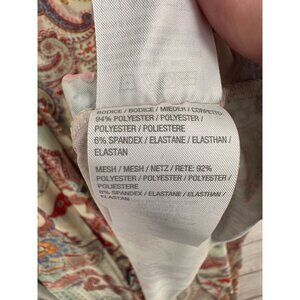 BODICE / BODICE / MIEDER / CORPETTO
94% POLYESTER / POLYESTER /
POLYESTER / POLIESTERE
6% SPANDEX / ELASTANE / ELASTHAN /
ELASTAN
MESH / MESH / NETZ / RETE: 92%
POLYESTER / POLYESTER / POLYESTER /
POLIESTERE
8% SPANDEX / ELASTANE / ELASTHAN /
ELASTAN